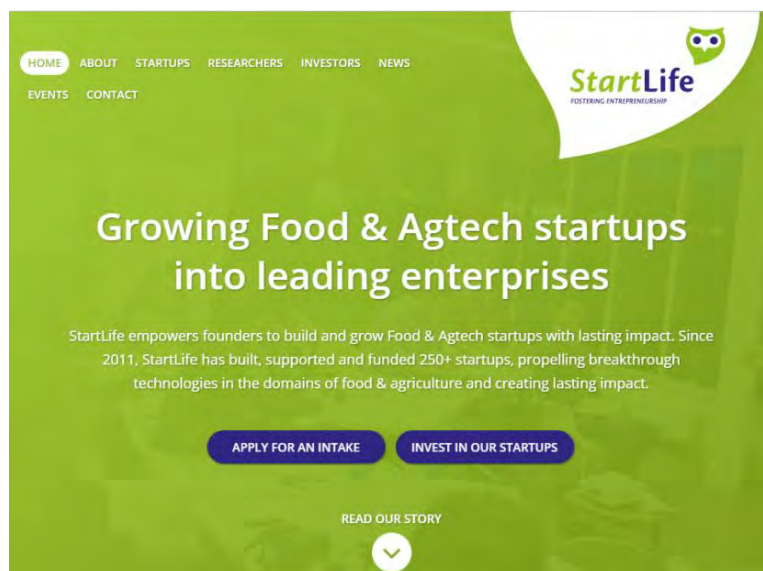 HOME ABOUT STARTUPS RESEARCHERS INVESTORS NEWS
EVENTS CONTACT
StartLife
FOSTERING ENTREPRENEURSHIP
Growing Food & Agtech startups
into leading enterprises
StartLife empowers founders to build and grow Food & Agtech startups with lasting impact. Since
2011, StartLife has built, supported and funded 250+ startups, propelling breakthrough
technologies in the domains of food & agriculture and creating lasting impact.
APPLY FOR AN INTAKE INVEST IN OUR STARTUPS
READ OUR STORY